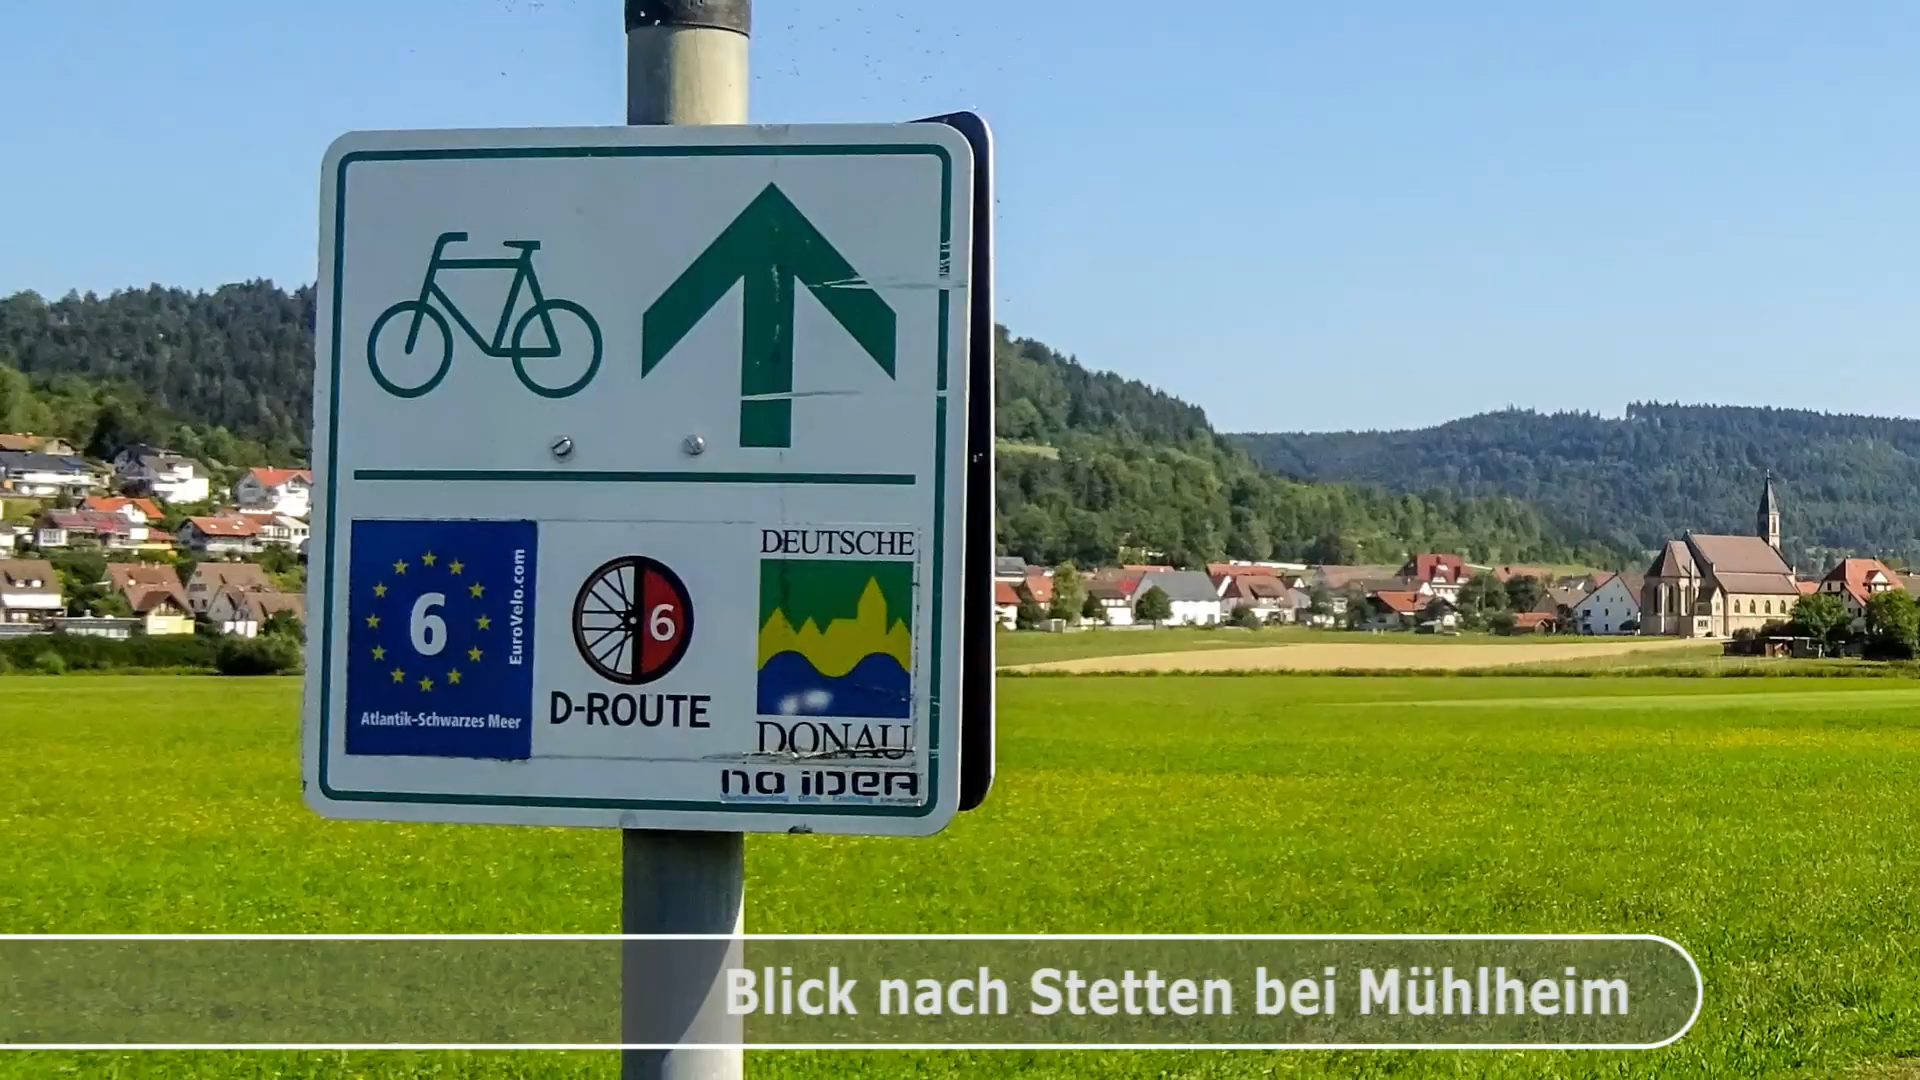 6
EuroVelo.com
Atlantik-Schwarzes Meer
6
D-ROUTE
DEUTSCHE
DONAU
no iDeA
Blick nach Stetten bei Mühlheim